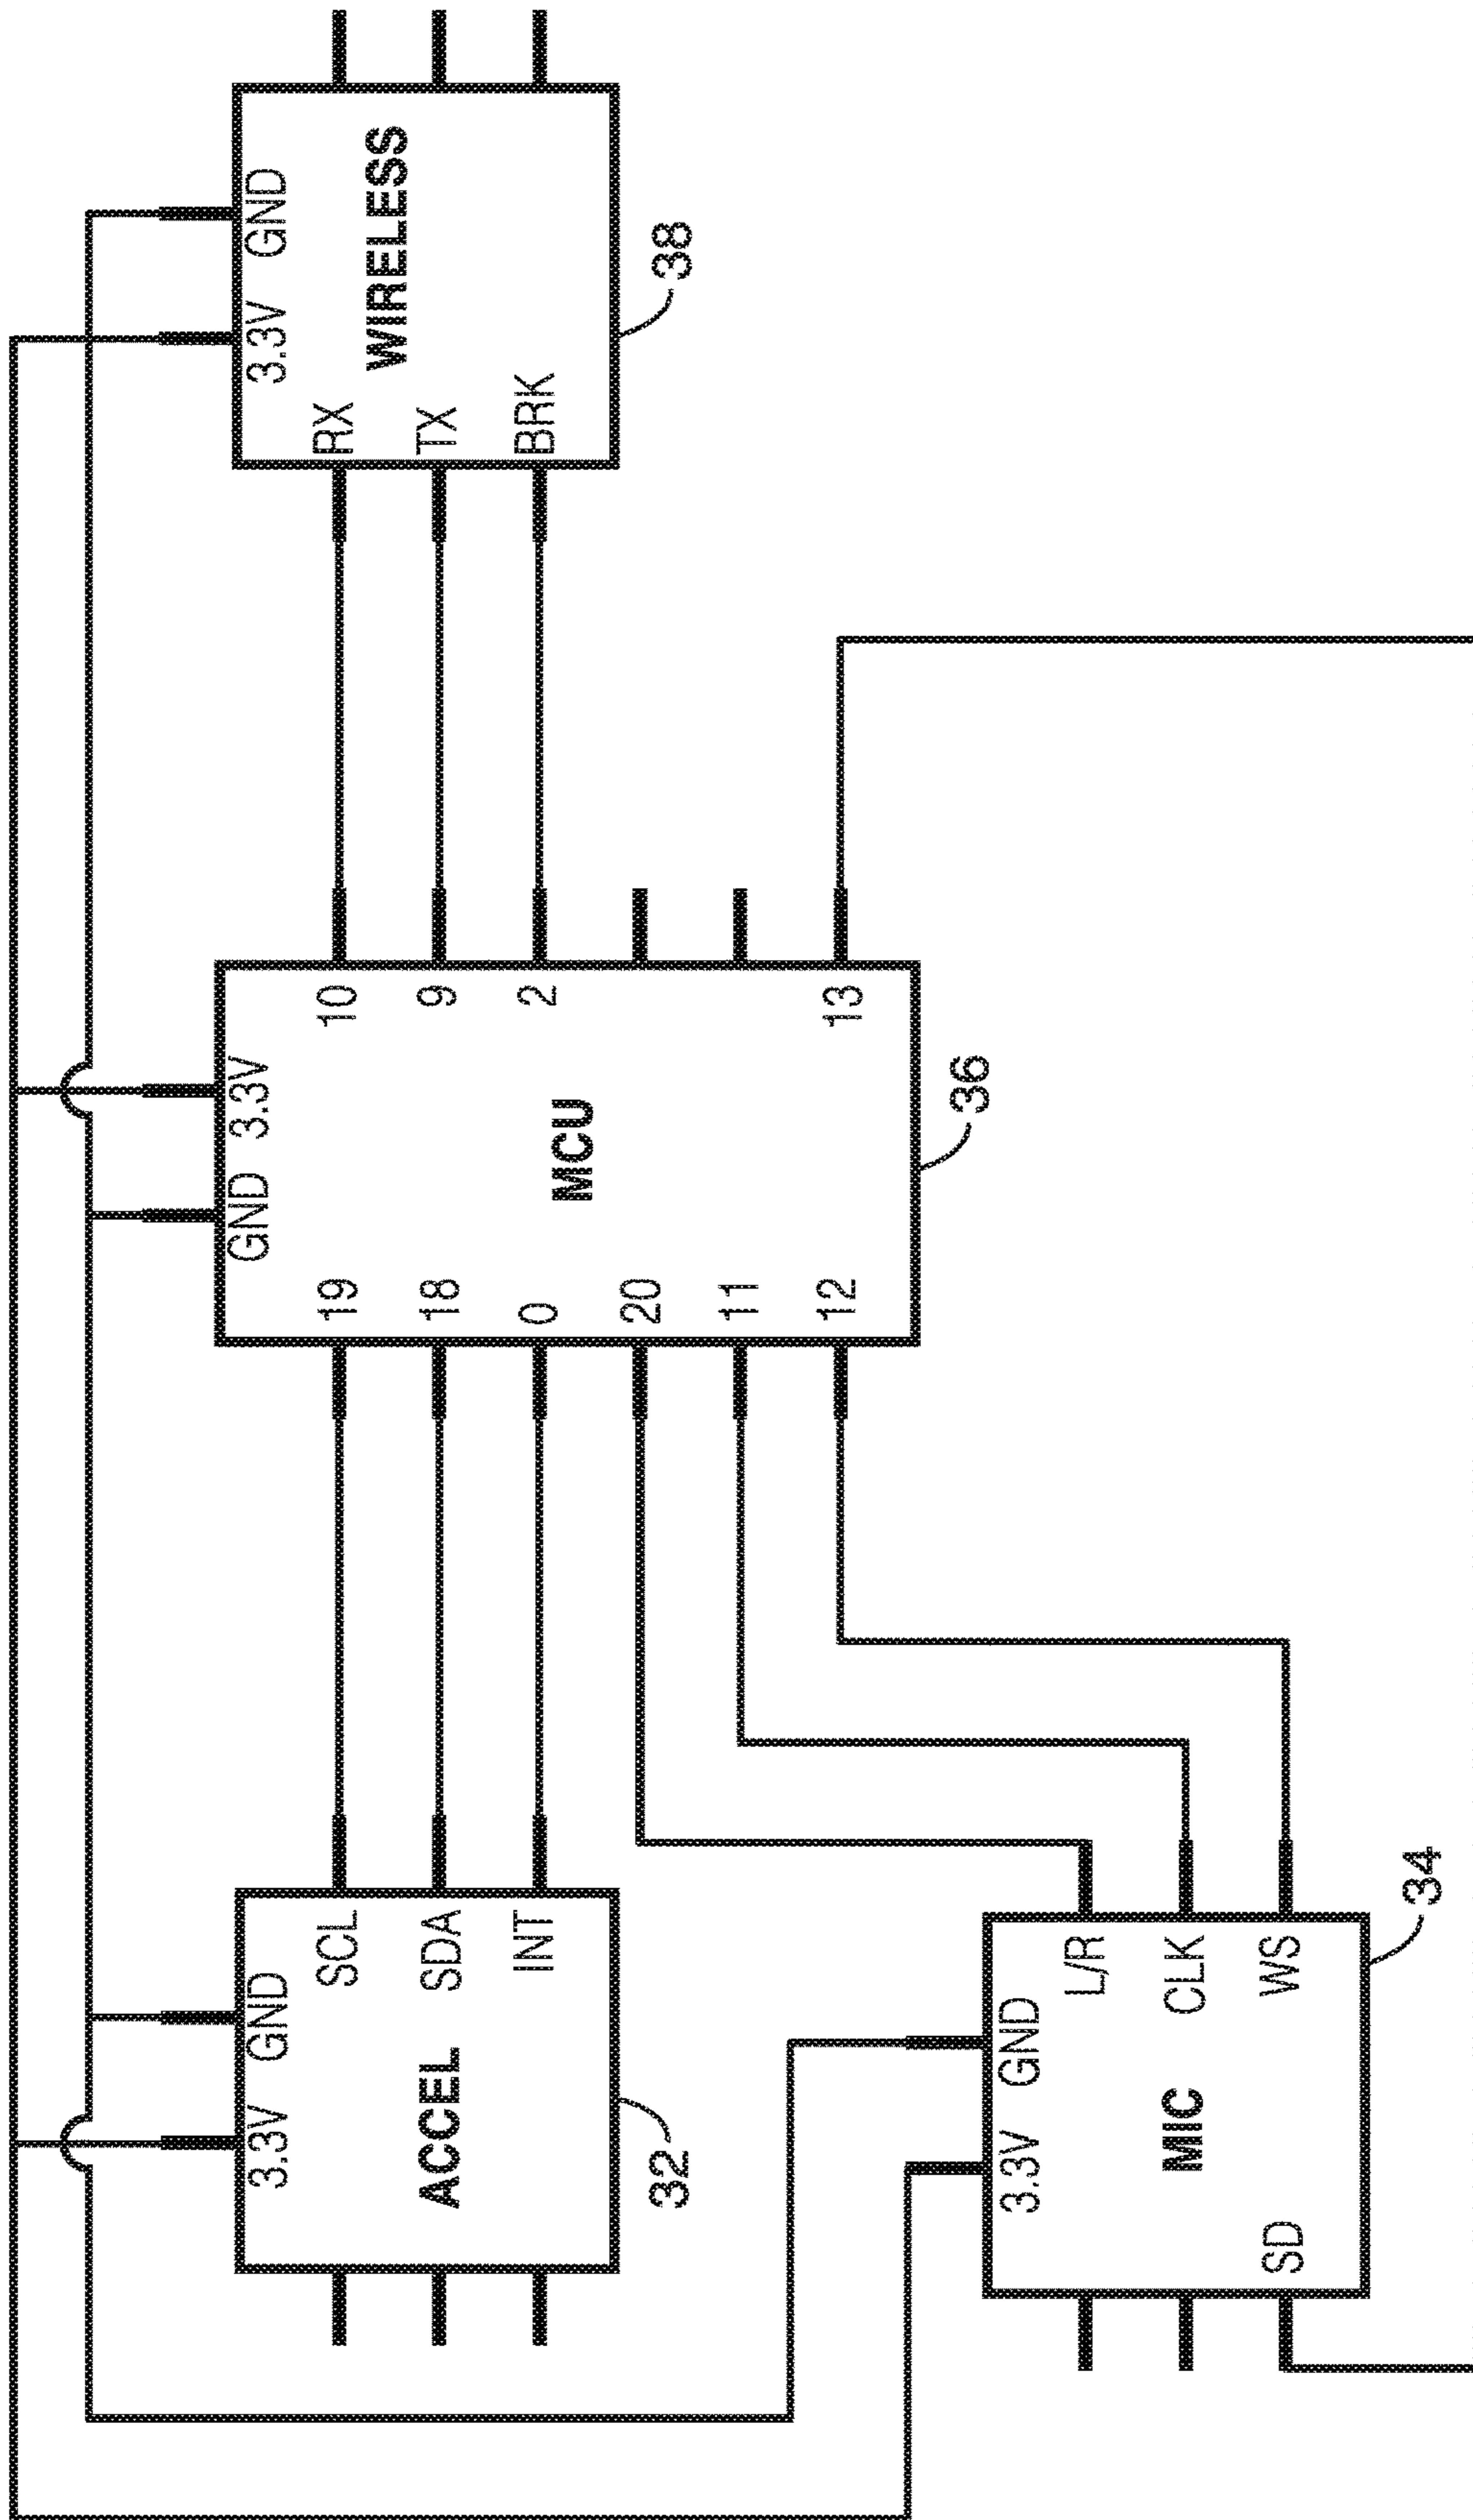 3.3V GND
ACCEL
SCL
SDA
INT
32
GND 3.3V
19
18
0
20
11
12
MCU
10
9
2
13
36
3.3V GND
RX
TX
BRK
WIRELESS
38
3.3V GND
MIC
SD
L/R
CLK
WS
34